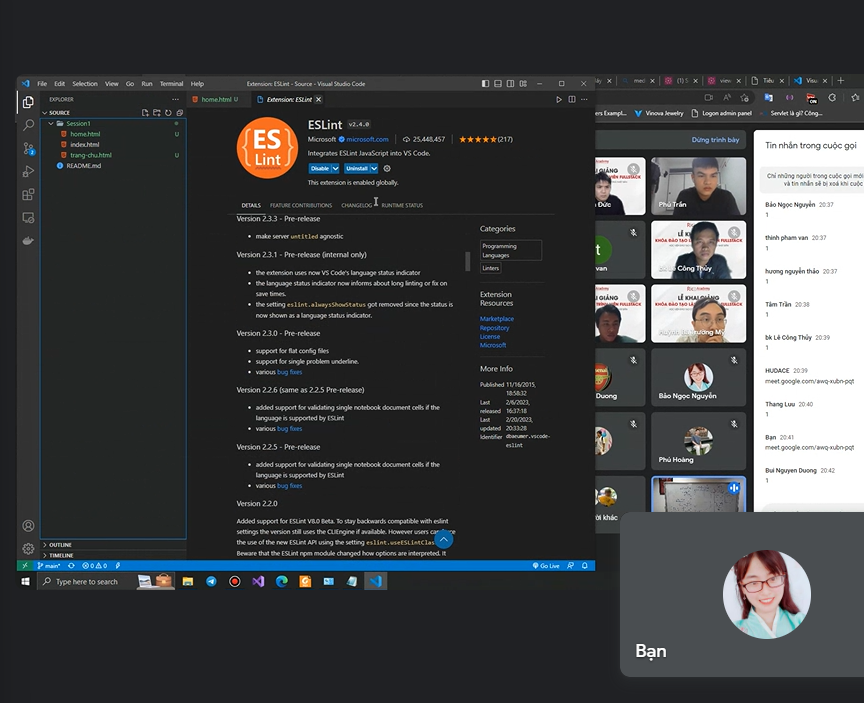 File Edit Selection View Go Run Terminal Help
Extension: ESLint - Source - Visual Studio Code
EXPLORER
SOURCE
Session1
home.html U
index.html
trang-chu.html U
README.md
OUTLINE
TIMELINE
home.html U
Extension: ESLint
ES
Lint
ESLint v2.4.0
Microsoft microsoft.com 25,448,457 (217)
Integrates ESLint JavaScript into VS Code.
Disable Uninstall
This extension is enabled globally.
DETAILS FEATURE CONTRIBUTIONS CHANGELOG RUNTIME STATUS
Version 2.3.3 - Pre-release
make server untitled agnostic
Version 2.3.1 - Pre-release (internal only)
the extension uses now VS Code's language status indicator
the language status indicator now informs about long linting or fix on
save times.
the setting eslint.alwaysShowStatus got removed since the status is
now shown as a language status indicator.
Version 2.3.0 - Pre-release
support for flat config files
support for single problem underline.
various bug fixes
Version 2.2.6 (same as 2.2.5 Pre-release)
added support for validating single notebook document cells if the
language is supported by ESLint
various bug fixes
Version 2.2.5 - Pre-release
added support for validating single notebook document cells if the
language is supported by ESLint
various bug fixes
Version 2.2.0
Added support for ESLint V8.0 Beta. To stay backwards compatible with eslint
settings the version still uses the CLIEngine if available. However users can
the use of the new ESLint API using the setting eslint.useESLintClas
Beware that the ESLint npm module changed how options are interpreted. It
Categories
Programming
Languages
Linters
Extension
Resources
Marketplace
Repository
License
Microsoft
More Info
Published 11/16/2015,
18:58:32
Last 2/6/2023,
released 16:37:18
Last 2/20/2023,
updated 20:33:28
Identifier dbaeumer.vscode-
eslint
main* 0 0
Go Live
Type here to search
Vinova Jewelry
Logon admin panel
Servlet là gì? Công...
Dừng trình bày
Đức
Phú Trần
t
van
bk Lê Công Thủy
Huỳnh Lê Trương Mỹ
Duong
Bảo Ngọc Nguyễn
Phú Hoàng
ời khác
Tin nhắn trong cuộc gọi
Chỉ những người trong cuộc gọi mới
và tin nhắn sẽ bị xoá khi cuộc
Bảo Ngọc Nguyễn 20:37
1
thinh pham van 20:37
1
hương nguyễn thảo 20:37
1
Tâm Trần 20:38
1
bk Lê Công Thủy 20:39
1
HUDACE 20:39
meet.google.com/awq-xubn-pqt
Thang Luu 20:40
1
Bạn 20:41
meet.google.com/awq-xubn-pqt
Bui Nguyen Duong 20:42
1
Bạn